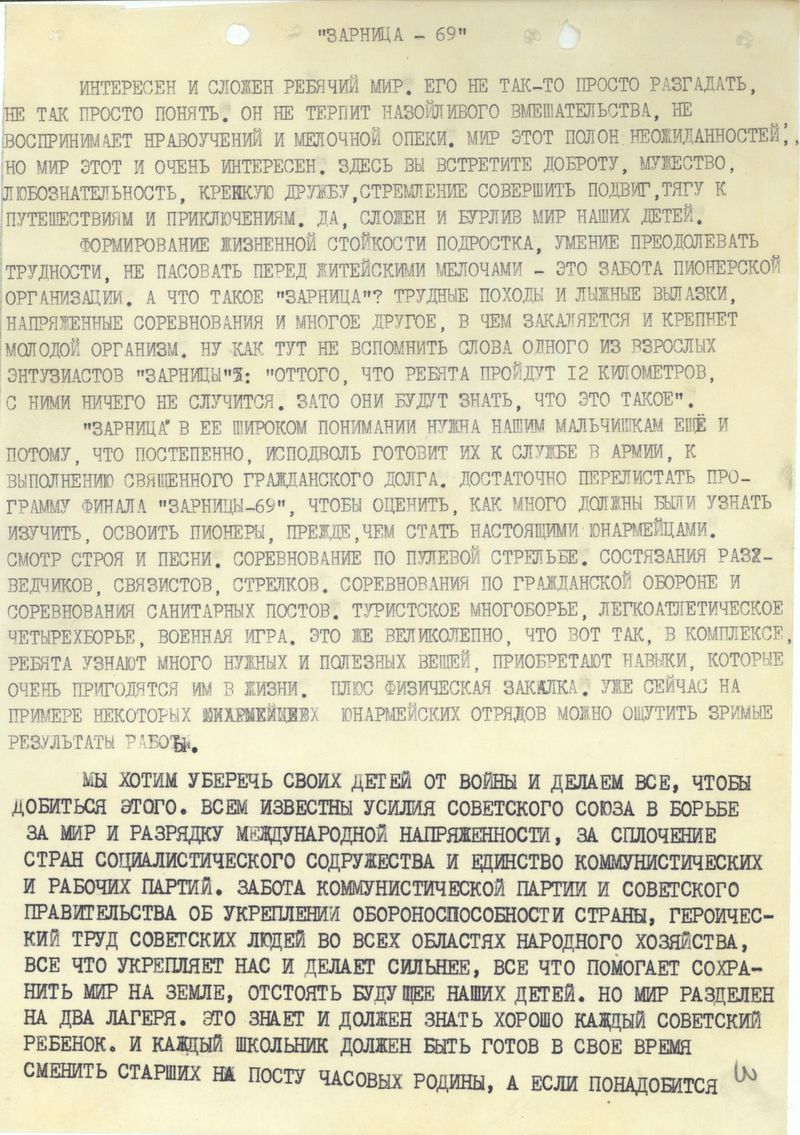 "ЗАРНИЦА – 69"
ИНТЕРЕСЕН И СЛОЖЕН РЕБЯЧИЙ МИР. ЕГО НЕ ТАК-ТО ПРОСТО РАЗГАДАТЬ,
НЕ ТАК ПРОСТО ПОНЯТЬ. ОН НЕ ТЕРПИТ НАЗОЙЛИВОГО ВМЕШАТЕЛЬСТВА, НЕ
ВОСПРИНИМАЕТ НРАВОУЧЕНИЙ И МЕЛОЧНОЙ ОПЕКИ. МИР ЭТОТ ПОЛОН НЕОЖИДАННОСТЕЙ,
НО МИР ЭТОТ И ОЧЕНЬ ИНТЕРЕСЕН. ЗДЕСЬ ВЫ ВСТРЕТИТЕ ДОБРОТУ, МУЖЕСТВО,
ЛЮБОЗНАТЕЛЬНОСТЬ, КРЕПКУЮ ДРУЖБУ,СТРЕМЛЕНИЕ СОВЕРШИТЬ ПОДВИГ,ТЯГУ К
ПУТЕШЕСТВИЯМ И ПРИКЛЮЧЕНИЯМ. ДА, СЛОЖЕН И БУРЛИВ МИР НАШИХ ДЕТЕЙ.
ФОРМИРОВАНИЕ ЖИЗНЕННОЙ СТОЙКОСТИ ПОДРОСТКА, УМЕНИЕ ПРЕОДОЛЕВАТЬ
ТРУДНОСТИ, НЕ ПАСОВАТЬ ПЕРЕД ЖИТЕЙСКИМИ МЕЛОЧАМИ – ЭТО ЗАБОТА ПИОНЕРСКОЙ
ОРГАНИЗАЦИИ. А ЧТО ТАКОЕ "ЗАРНИЦА"? ТРУДНЫЕ ПОХОДЫ И ЛЫЖНЫЕ ВЫЛАЗКИ,
НАПРЯЖЕННЫЕ СОРЕВНОВАНИЯ И МНОГОЕ ДРУГОЕ, В ЧЕМ ЗАКАЛЯЕТСЯ И КРЕПНЕТ
МОЛОДОЙ ОРГАНИЗМ. НУ КАК ТУТ НЕ ВСПОМНИТЬ СЛОВА ОДНОГО ИЗ ВЗРОСЛЫХ
ЭНТУЗИАСТОВ "ЗАРНИЦЫ": "ОТТОГО, ЧТО РЕБЯТА ПРОЙДУТ 12 КИЛОМЕТРОВ,
С НИМИ НИЧЕГО НЕ СЛУЧИТСЯ. ЗАТО ОНИ БУДУТ ЗНАТЬ, ЧТО ЭТО ТАКОЕ".
"ЗАРНИЦА" В ЕЕ ШИРОКОМ ПОНИМАНИИ НУЖНА НАШИМ МАЛЬЧИШКАМ ЕЩЁ И
ПОТОМУ, ЧТО ПОСТЕПЕННО, ИСПОДВОЛЬ ГОТОВИТ ИХ К СЛУЖБЕ В АРМИИ, К
ВЫПОЛНЕНИЮ СВЯЩЕННОГО ГРАЖДАНСКОГО ДОЛГА. ДОСТАТОЧНО ПЕРЕЛИСТАТЬ ПРО-
ГРАММУ ФИНАЛА "ЗАРНИЦЫ-69", ЧТОБЫ ОЦЕНИТЬ, КАК МНОГО ДОЛЖНЫ БЫЛИ УЗНАТЬ
ИЗУЧИТЬ, ОСВОИТЬ ПИОНЕРЫ, ПРЕЖДЕ,ЧЕМ СТАТЬ НАСТОЯЩИМИ ЮНАРМЕЙЦАМИ.
СМОТР СТРОЯ И ПЕСНИ. СОРЕВНОВАНИЕ ПО ПУЛЕВОЙ СТРЕЛЬБЕ. СОСТЯЗАНИЯ РАЗ-
ВЕДЧИКОВ, СВЯЗИСТОВ, СТРЕЛКОВ. СОРЕВНОВАНИЯ ПО ГРАЖДАНСКОЙ ОБОРОНЕ И
СОРЕВНОВАНИЯ САНИТАРНЫХ ПОСТОВ. ТУРИСТСКОЕ МНОГОБОРЬЕ, ЛЕГКОАТЛЕТИЧЕСКОЕ
ЧЕТЫРЕХБОРЬЕ, ВОЕННАЯ ИГРА. ЭТО ЖЕ ВЕЛИКОЛЕПНО, ЧТО ВОТ ТАК, В КОМПЛЕКСЕ,
РЕБЯТА УЗНАЮТ МНОГО НУЖНЫХ И ПОЛЕЗНЫХ ВЕЩЕЙ, ПРИОБРЕТАЮТ НАВЫКИ, КОТОРЫЕ
ОЧЕНЬ ПРИГОДЯТСЯ ИМ В ЖИЗНИ. ПЛЮС ФИЗИЧЕСКАЯ ЗАКАЛКА. УЖЕ СЕЙЧАС НА
ПРИМЕРЕ НЕКОТОРЫХ ЮНАРМЕЙСКИХ ОТРЯДОВ МОЖНО ОЩУТИТЬ ЗРИМЫЕ
РЕЗУЛЬТАТЫ РАБОТЫ.
МЫ ХОТИМ УБЕРЕЧЬ СВОИХ ДЕТЕЙ ОТ ВОЙНЫ И ДЕЛАЕМ ВСЕ, ЧТОБЫ
ДОБИТЬСЯ ЭТОГО. ВСЕМ ИЗВЕСТНЫ УСИЛИЯ СОВЕТСКОГО СОЮЗА В БОРЬБЕ
ЗА МИР И РАЗРЯДКУ МЕЖДУНАРОДНОЙ НАПРЯЖЕННОСТИ, ЗА СПЛОЧЕНИЕ
СТРАН СОЦИАЛИСТИЧЕСКОГО СОДРУЖЕСТВА И ЕДИНСТВО КОММУНИСТИЧЕСКИХ
И РАБОЧИХ ПАРТИЙ. ЗАБОТА КОММУНИСТИЧЕСКОЙ ПАРТИИ И СОВЕТСКОГО
ПРАВИТЕЛЬСТВА ОБ УКРЕПЛЕНИИ ОБОРОНОСПОСОБНОСТИ СТРАНЫ, ГЕРОИЧЕС-
КИЙ ТРУД СОВЕТСКИХ ЛЮДЕЙ ВО ВСЕХ ОБЛАСТЯХ НАРОДНОГО ХОЗЯЙСТВА,
ВСЕ ЧТО УКРЕПЛЯЕТ НАС И ДЕЛАЕТ СИЛЬНЕЕ, ВСЕ ЧТО ПОМОГАЕТ СОХРА-
НИТЬ МИР НА ЗЕМЛЕ, ОТСТОЯТЬ БУДУЩЕЕ НАШИХ ДЕТЕЙ. НО МИР РАЗДЕЛЕН
НА ДВА ЛАГЕРЯ. ЭТО ЗНАЕТ И ДОЛЖЕН ЗНАТЬ ХОРОШО КАЖДЫЙ СОВЕТСКИЙ
РЕБЕНОК. И КАЖДЫЙ ШКОЛЬНИК ДОЛЖЕН БЫТЬ ГОТОВ В СВОЕ ВРЕМЯ
СМЕНИТЬ СТАРШИХ НА ПОСТУ ЧАСОВЫХ РОДИНЫ, А ЕСЛИ ПОНАДОБИТСЯ